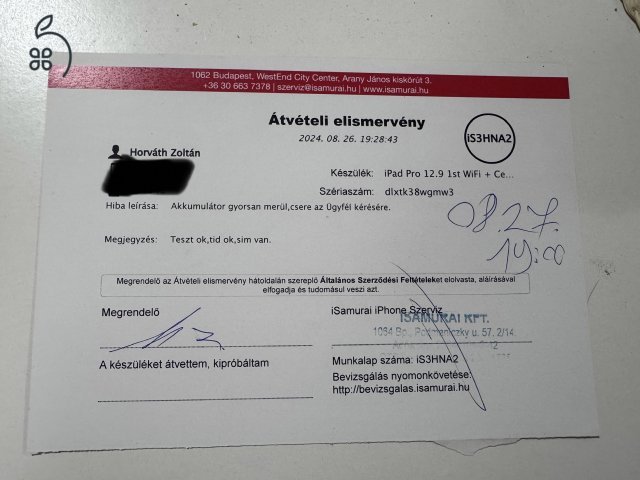 1062 Budapest, WestEnd City Center, Arany János kiskörút 3.
+36 30 663 7378 | szerviz@isamurai.hu | www.isamurai.hu
Átvételi elismervény
2024. 08. 26. 19:28:43
iS3HNA2
Horváth Zoltán
Készülék: iPad Pro 12.9 1st WiFi + Ce...
Szériaszám: dlxtk38wgmw3
Hiba leírása: Akkumulátor gyorsan merül,csere az Ügyfél kérésére.
08.27.
19:00
Megjegyzés: Teszt ok,tid ok,sim van.
Megrendelő az Átvételi elismervény hátoldalán szereplő Általános Szerződési Feltételeket elolvasta, aláírásával
elfogadja és tudomásul veszi azt.
Megrendelő
iSamurai iPhone Szerviz
ISAMURAI KFT.
u. 57. 2/14.
A készüléket átvettem, kipróbáltam
Munkalap száma: iS3HNA2
Bevizsgálás nyomonkövetése:
http://bevizsgalas.isamurai.hu